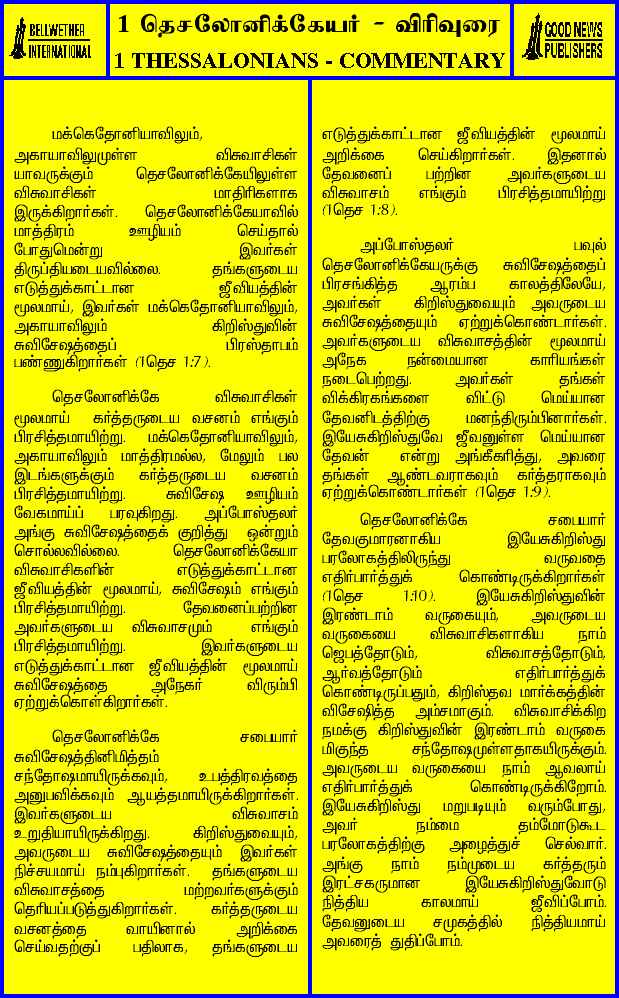 BELLWETHER
INTERNATIONAL
1 தெசலோனிக்கேயர் - விரிவுரை
1 THESSALONIANS - COMMENTARY
GOOD NEWS
PUBLISHERS
மக்கெதோனியாவிலும்,
அகாயாவிலுமுள்ள விசுவாசிகள்
யாவருக்கும் தெசலோனிக்கேயிலுள்ள
விசுவாசிகள் மாதிரிகளாக
இருக்கிறார்கள். தெசலோனிக்கேயாவில்
மாத்திரம் ஊழியம் செய்தால்
போதுமென்று இவர்கள்
திருப்தியடையவில்லை. தங்களுடைய
எடுத்துக்காட்டான ஜீவியத்தின்
மூலமாய், இவர்கள் மக்கெதோனியாவிலும்,
அகாயாவிலும் கிறிஸ்துவின்
சுவிசேஷத்தைப் பிரஸ்தாபம்
பண்ணுகிறார்கள் (1தெச 1:7).
தெசலோனிக்கே விசுவாசிகள்
மூலமாய் கர்த்தருடைய வசனம் எங்கும்
பிரசித்தமாயிற்று. மக்கெதோனியாவிலும்,
அகாயாவிலும் மாத்திரமல்ல, மேலும் பல
இடங்களுக்கும் கர்த்தருடைய வசனம்
பிரசித்தமாயிற்று. சுவிசேஷ ஊழியம்
வேகமாய்ப் பரவுகிறது. அப்போஸ்தலர்
அங்கு சுவிசேஷத்தைக் குறித்து ஒன்றும்
சொல்லவில்லை. தெசலோனிக்கேயா
விசுவாசிகளின் எடுத்துக்காட்டான
ஜீவியத்தின் மூலமாய், சுவிசேஷம் எங்கும்
பிரசித்தமாயிற்று. தேவனைப்பற்றின
அவர்களுடைய விசுவாசமும் எங்கும்
பிரசித்தமாயிற்று. இவர்களுடைய
எடுத்துக்காட்டான ஜீவியத்தின் மூலமாய்
சுவிசேஷத்தை அநேகர் விரும்பி
ஏற்றுக்கொள்கிறார்கள்.
தெசலோனிக்கே சபையார்
சுவிசேஷத்தினிமித்தம்
சந்தோஷமாயிருக்கவும், உபத்திரவத்தை
அனுபவிக்கவும் ஆயத்தமாயிருக்கிறார்கள்.
இவர்களுடைய விசுவாசம்
உறுதியாயிருக்கிறது. கிறிஸ்துவையும்,
அவருடைய சுவிசேஷத்தையும் இவர்கள்
நிச்சயமாய் நம்புகிறார்கள். தங்களுடைய
விசுவாசத்தை மற்றவர்களுக்கும்
தெரியப்படுத்துகிறார்கள். கர்த்தருடைய
வசனத்தை வாயினால் அறிக்கை
செய்வதற்குப் பதிலாக, தங்களுடைய
எடுத்துக்காட்டான ஜீவியத்தின் மூலமாய்
அறிக்கை செய்கிறார்கள். இதனால்
தேவனைப் பற்றின அவர்களுடைய
விசுவாசம் எங்கும் பிரசித்தமாயிற்று
(1தெச 1:8).
அப்போஸ்தலர் பவுல்
தெசலோனிக்கேயருக்கு சுவிசேஷத்தைப்
பிரசங்கித்த ஆரம்ப காலத்திலேயே,
அவர்கள் கிறிஸ்துவையும் அவருடைய
சுவிசேஷத்தையும் ஏற்றுக்கொண்டார்கள்.
அவர்களுடைய விசுவாசத்தின் மூலமாய்
அநேக நன்மையான காரியங்கள்
நடைபெற்றது. அவர்கள் தங்கள்
விக்கிரகங்களை விட்டு மெய்யான
தேவனிடத்திற்கு மனந்திரும்பினார்கள்.
இயேசுகிறிஸ்துவே ஜீவனுள்ள மெய்யான
தேவன் என்று அங்கீகரித்து, அவரை
தங்கள் ஆண்டவராகவும் கர்த்தராகவும்
ஏற்றுக்கொண்டார்கள் (1தெச 1:9).
தெசலோனிக்கே சபையார்
தேவகுமாரனாகிய இயேசுகிறிஸ்து
பரலோகத்திலிருந்து வருவதை
எதிர்பார்த்துக் கொண்டிருக்கிறார்கள்
(1தெச 1:10). இயேசுகிறிஸ்துவின்
இரண்டாம் வருகையும், அவருடைய
வருகையை விசுவாசிகளாகிய நாம்
ஜெபத்தோடும், விசுவாசத்தோடும்,
ஆர்வத்தோடும் எதிர்பார்த்துக்
கொண்டிருப்பதும், கிறிஸ்தவ மார்க்கத்தின்
விசேஷித்த அம்சமாகும். விசுவாசிக்கிற
நமக்கு கிறிஸ்துவின் இரண்டாம் வருகை
மிகுந்த சந்தோஷமுள்ளதாகயிருக்கும்.
அவருடைய வருகையை நாம் ஆவலாய்
எதிர்பார்த்துக் கொண்டிருக்கிறோம்.
இயேசுகிறிஸ்து மறுபடியும் வரும்போது,
அவர் நம்மை தம்மோடுகூட
பரலோகத்திற்கு அழைத்துச் செல்வார்.
அங்கு நாம் நம்முடைய கர்த்தரும்
இரட்சகருமான இயேசுகிறிஸ்துவோடு
நித்திய காலமாய் ஜீவிப்போம்.
தேவனுடைய சமுகத்தில் நித்தியமாய்
அவரைத் துதிப்போம்.